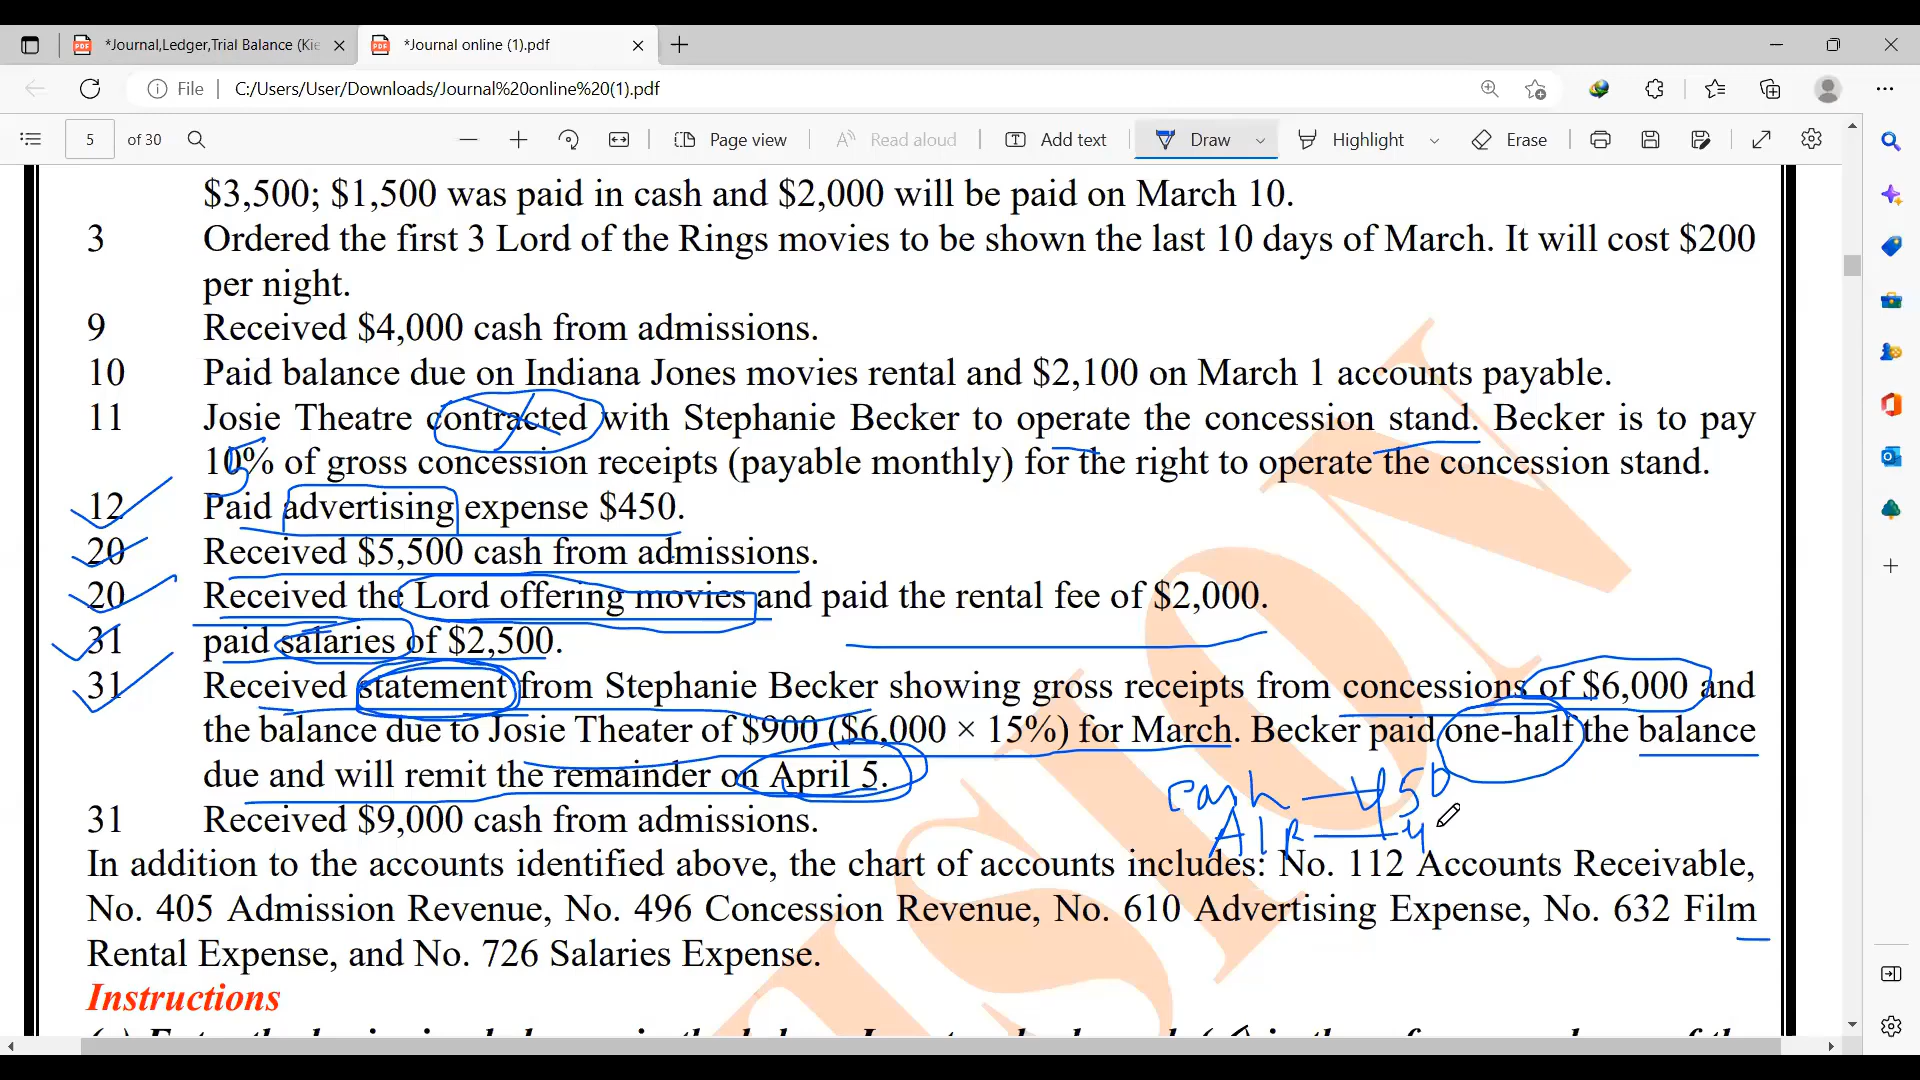 *Journal,Ledger,Trial Balance (Kie
*Journal online (1).pdf
File
C:/Users/User/Downloads/Journal%20online%20(1).pdf
5 of 30
Page view
Read aloud
Add text
Draw
Highlight
Erase
$3,500; $1,500 was paid in cash and $2,000 will be paid on March 10.
3 Ordered the first 3 Lord of the Rings movies to be shown the last 10 days of March. It will cost $200
per night.
9 Received $4,000 cash from admissions.
10 Paid balance due on Indiana Jones movies rental and $2,100 on March 1 accounts payable.
11 Josie Theatre contracted with Stephanie Becker to operate the concession stand. Becker is to pay
10% of gross concession receipts (payable monthly) for the right to operate the concession stand.
5
12 Paid advertising expense $450.
20 Received $5,500 cash from admissions.
20 Received the Lord offering movies and paid the rental fee of $2,000.
31 paid salaries of $2,500.
31 Received statement from Stephanie Becker showing gross receipts from concessions of $6,000 and
the balance due to Josie Theater of $900 ($6,000 × 15%) for March. Becker paid one-half the balance
due and will remit the remainder on April 5.
cash 450
31 Received $9,000 cash from admissions.
A/R 4
In addition to the accounts identified above, the chart of accounts includes: No. 112 Accounts Receivable,
No. 405 Admission Revenue, No. 496 Concession Revenue, No. 610 Advertising Expense, No. 632 Film
Rental Expense, and No. 726 Salaries Expense.
Instructions